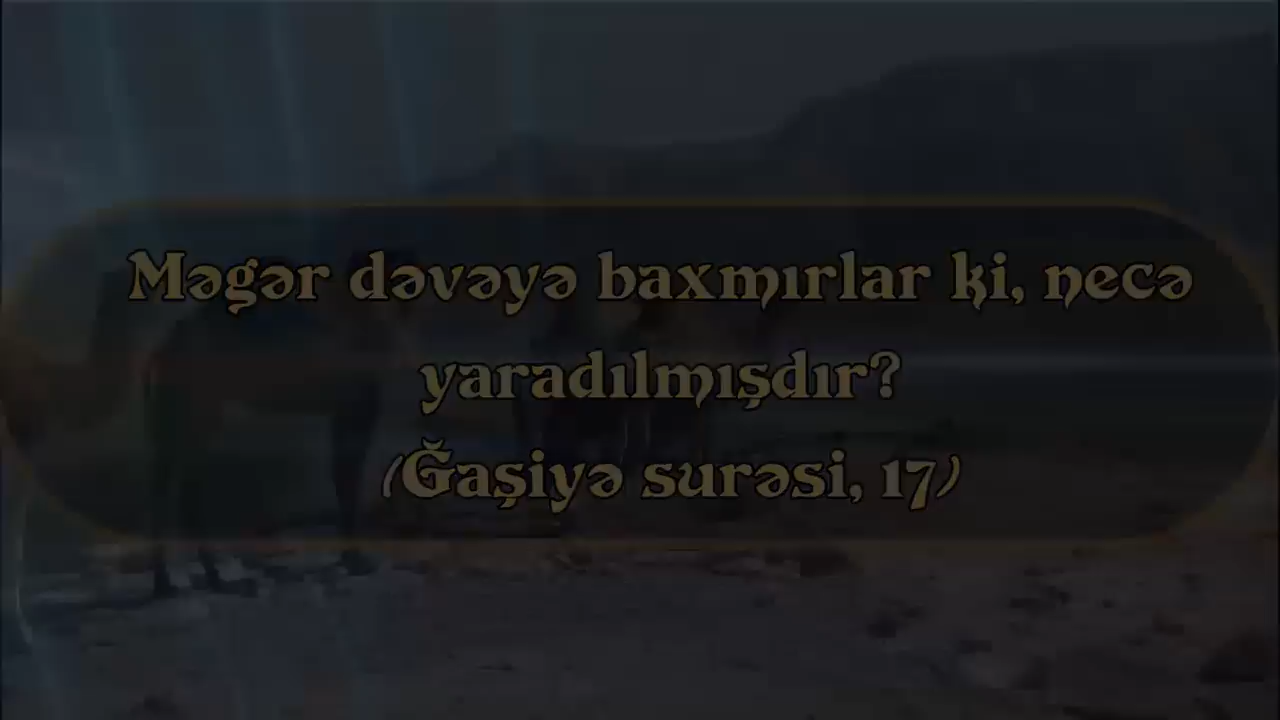 Məgər dəvəyə baxmırlar ki, necə
yaradılmışdır?
(Ğaşiyə surəsi, 17)